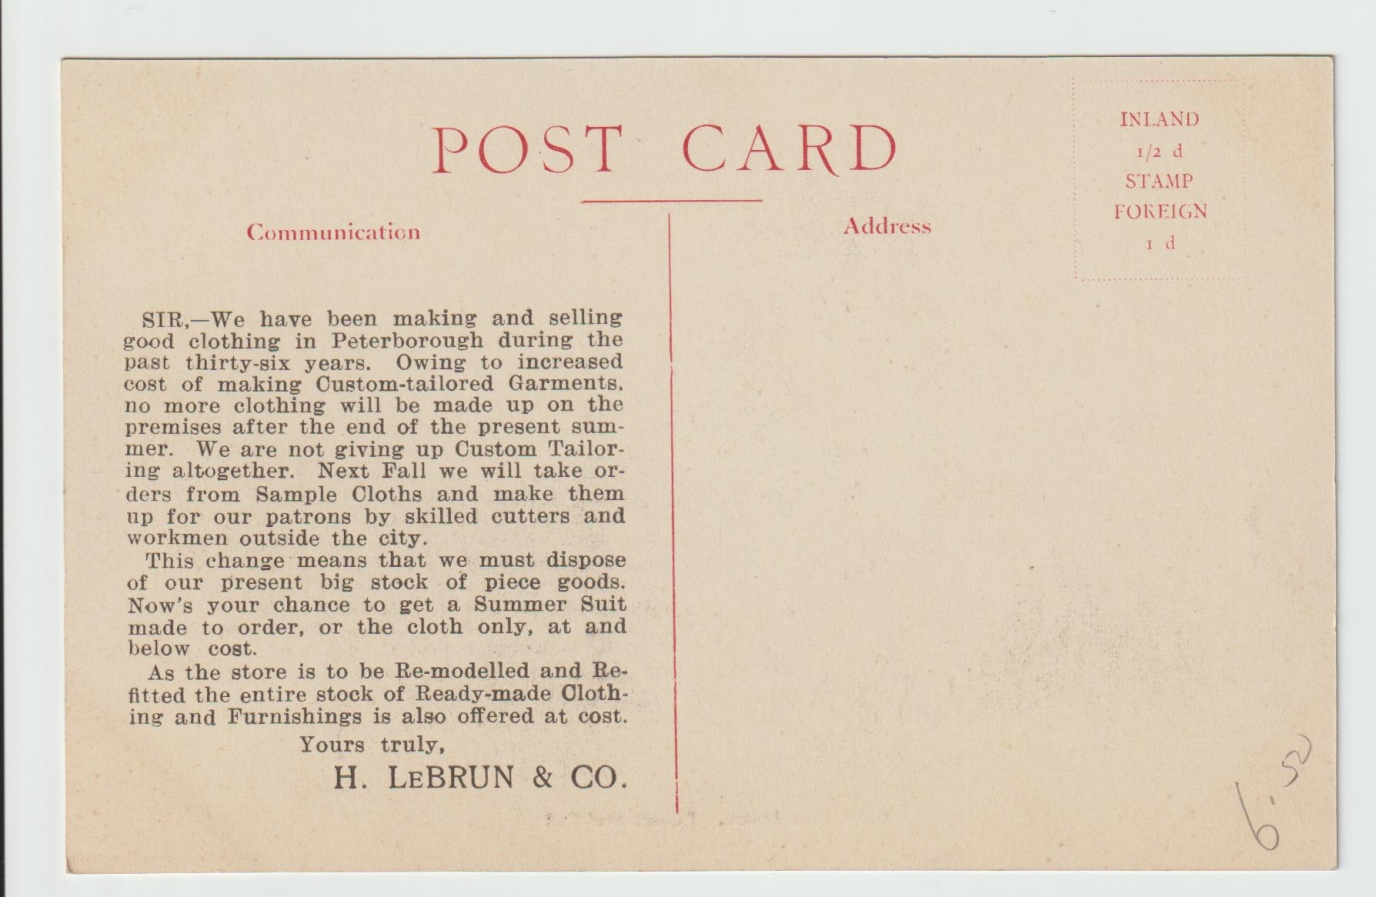 POST CARD
INLAND
1/2 d
STAMP
FOREIGN
1 d
Communication
Address
SIR,—We have been making and selling
good clothing in Peterborough during the
past thirty-six years. Owing to increased
cost of making Custom-tailored Garments,
no more clothing will be made up on the
premises after the end of the present sum-
mer. We are not giving up Custom Tailor-
ing altogether. Next Fall we will take or-
ders from Sample Cloths and make them
up for our patrons by skilled cutters and
workmen outside the city.
This change means that we must dispose
of our present big stock of piece goods.
Now's your chance to get a Summer Suit
made to order, or the cloth only, at and
below cost.
As the store is to be Re-modelled and Re-
fitted the entire stock of Ready-made Cloth-
ing and Furnishings is also offered at cost.
Yours truly,
H. LEBRUN & CO.
6.50